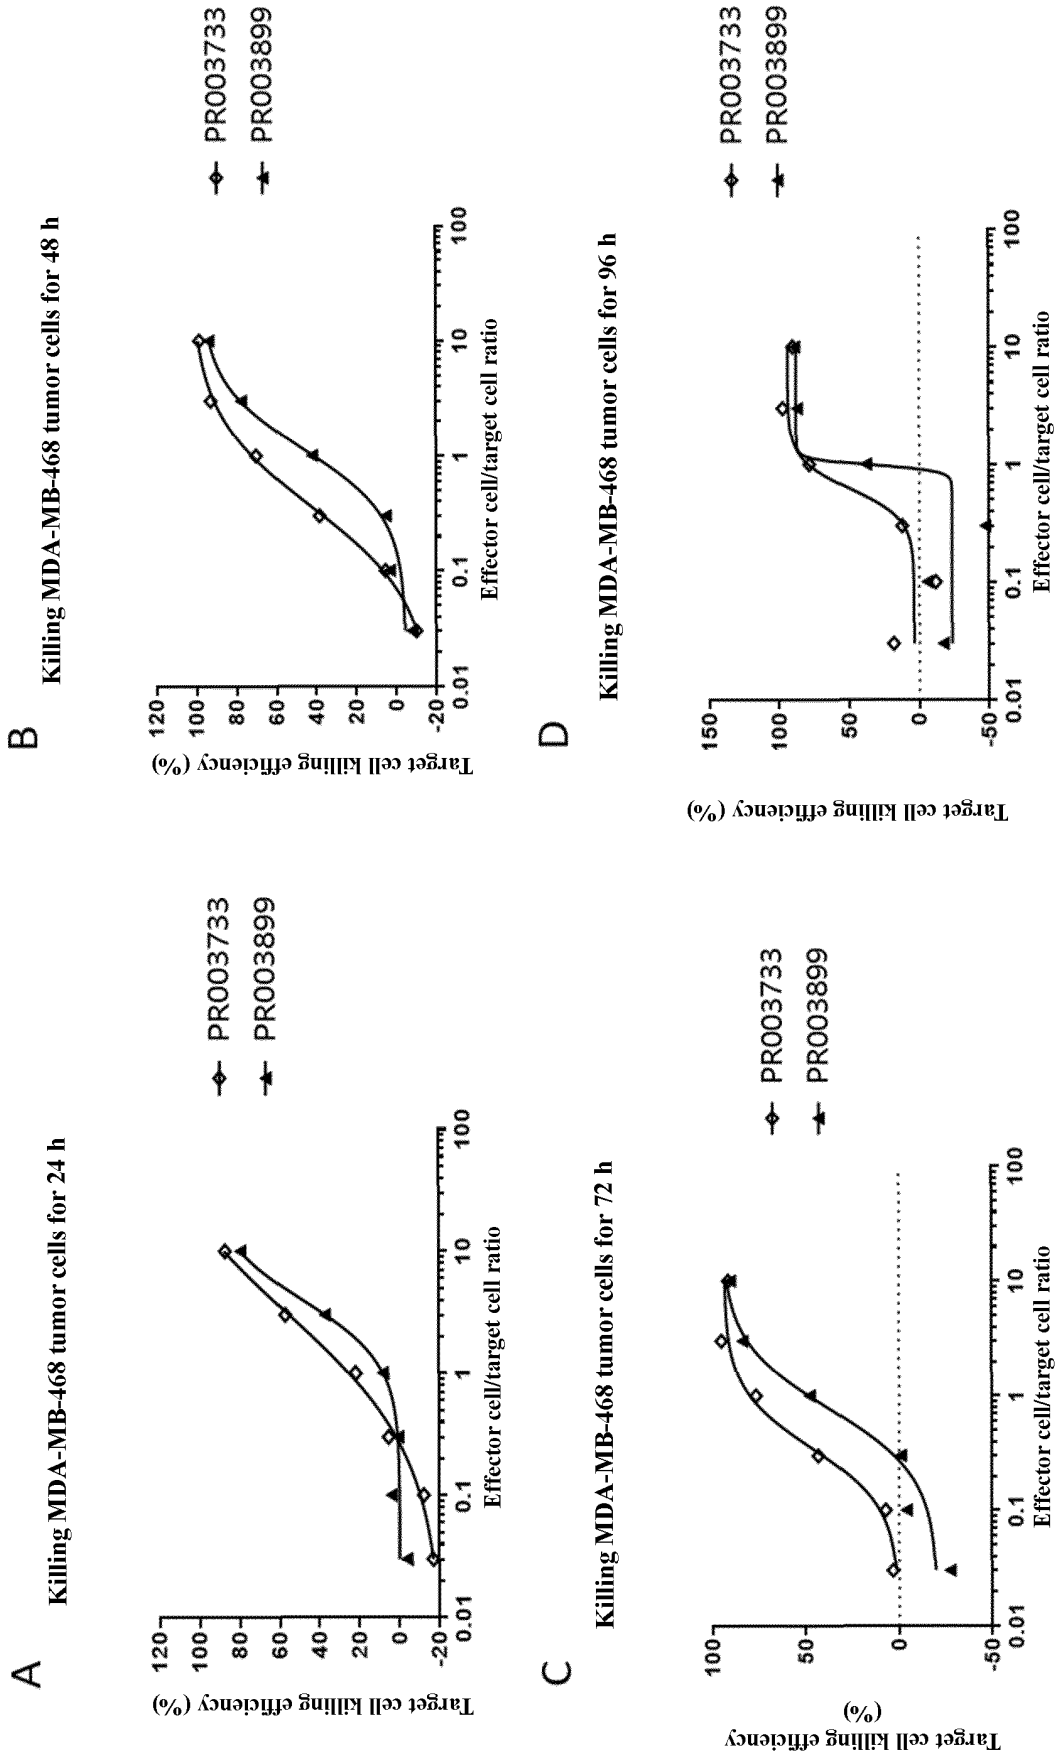 A
Killing MDA-MB-468 tumor cells for 24 h
Target cell killing efficiency (%)
120
100
80
60
40
20
0
-20
0.01
0.1
1
10
100
Effector cell/target cell ratio
PR003733
PR003899
B
Killing MDA-MB-468 tumor cells for 48 h
Target cell killing efficiency (%)
120
100
80
60
40
20
0
-20
0.01
0.1
1
10
100
Effector cell/target cell ratio
PR003733
PR003899
C
Killing MDA-MB-468 tumor cells for 72 h
Target cell killing efficiency
(%)
100
50
0
-50
0.01
0.1
1
10
100
Effector cell/target cell ratio
PR003733
PR003899
D
Killing MDA-MB-468 tumor cells for 96 h
Target cell killing efficiency (%)
150
100
50
0
-50
0.01
0.1
1
10
100
Effector cell/target cell ratio
PR003733
PR003899